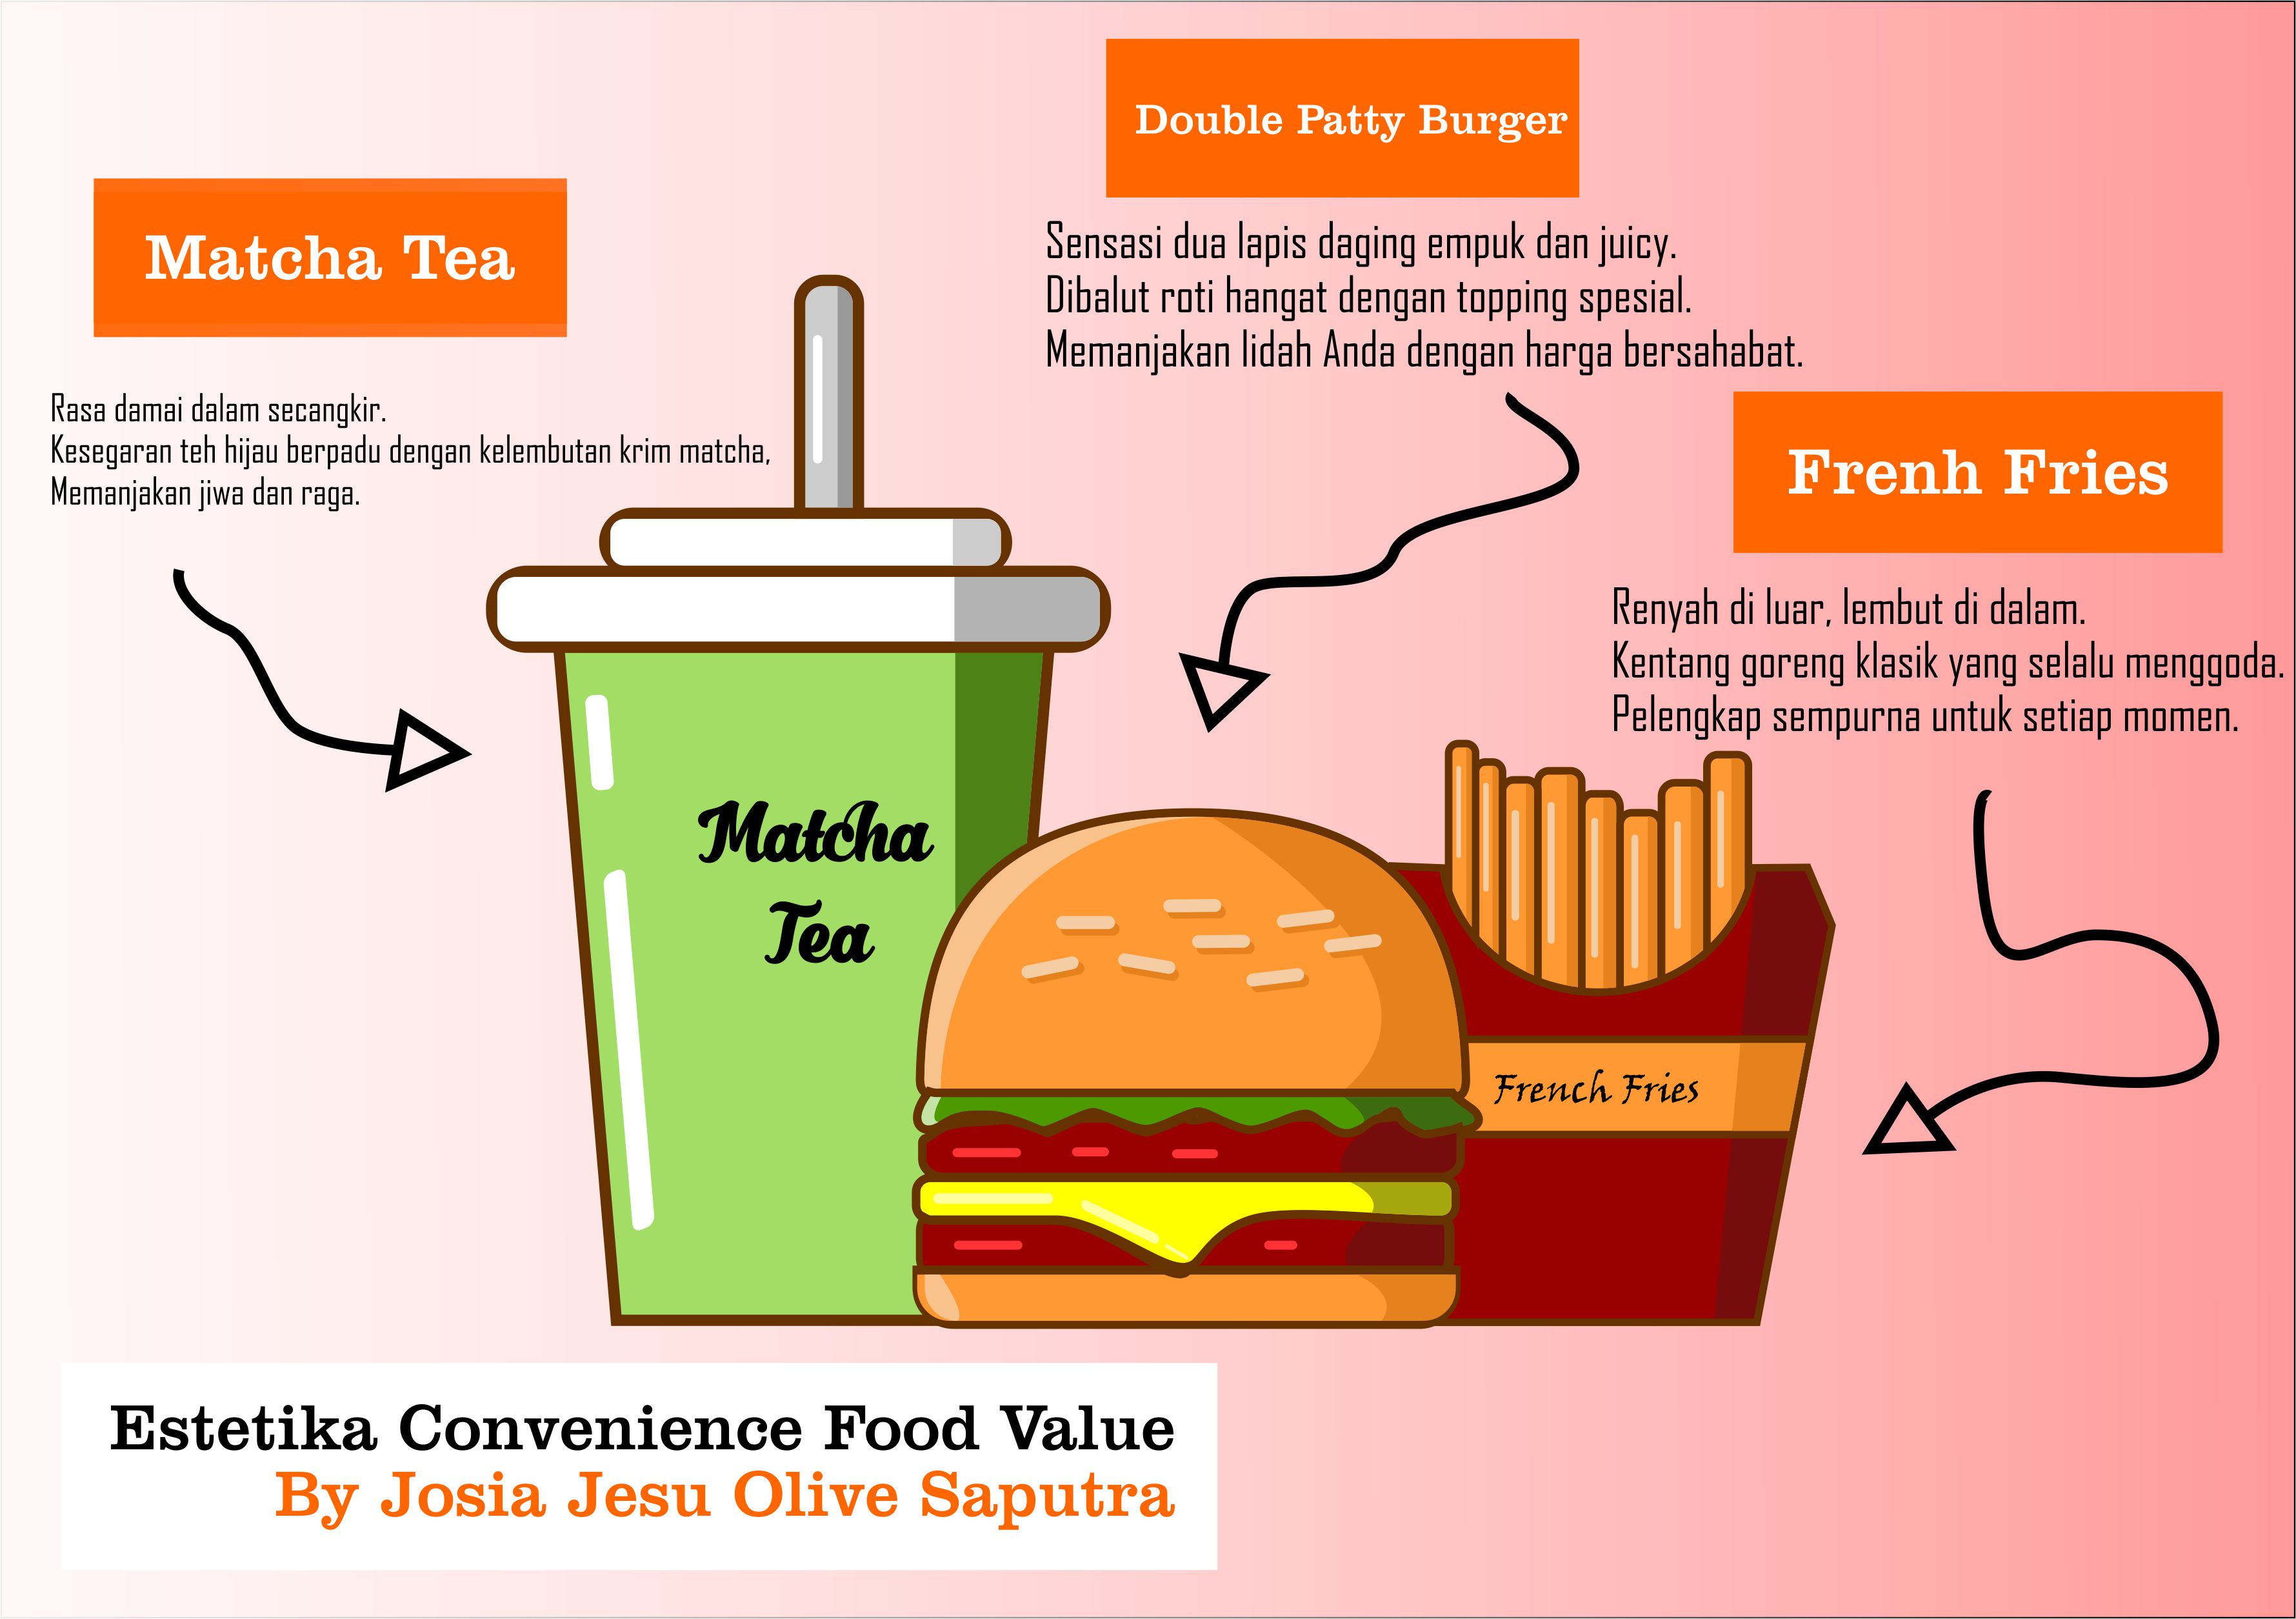 Double Patty Burger
Sensasi dua lapis daging empuk dan juicy.
Dibalut roti hangat dengan topping spesial.
Memanjakan lidah Anda dengan harga bersahabat.
Matcha Tea
Rasa damai dalam secangkir.
Kesegaran teh hijau berpadu dengan kelembutan krim matcha,
Memanjakan jiwa dan raga.
Frenh Fries
Renyah di luar, lembut di dalam.
Kentang goreng klasik yang selalu menggoda.
Pelengkap sempurna untuk setiap momen.
Matcha
Tea
French Fries
Estetika Convenience Food Value
By Josia Jesu Olive Saputra